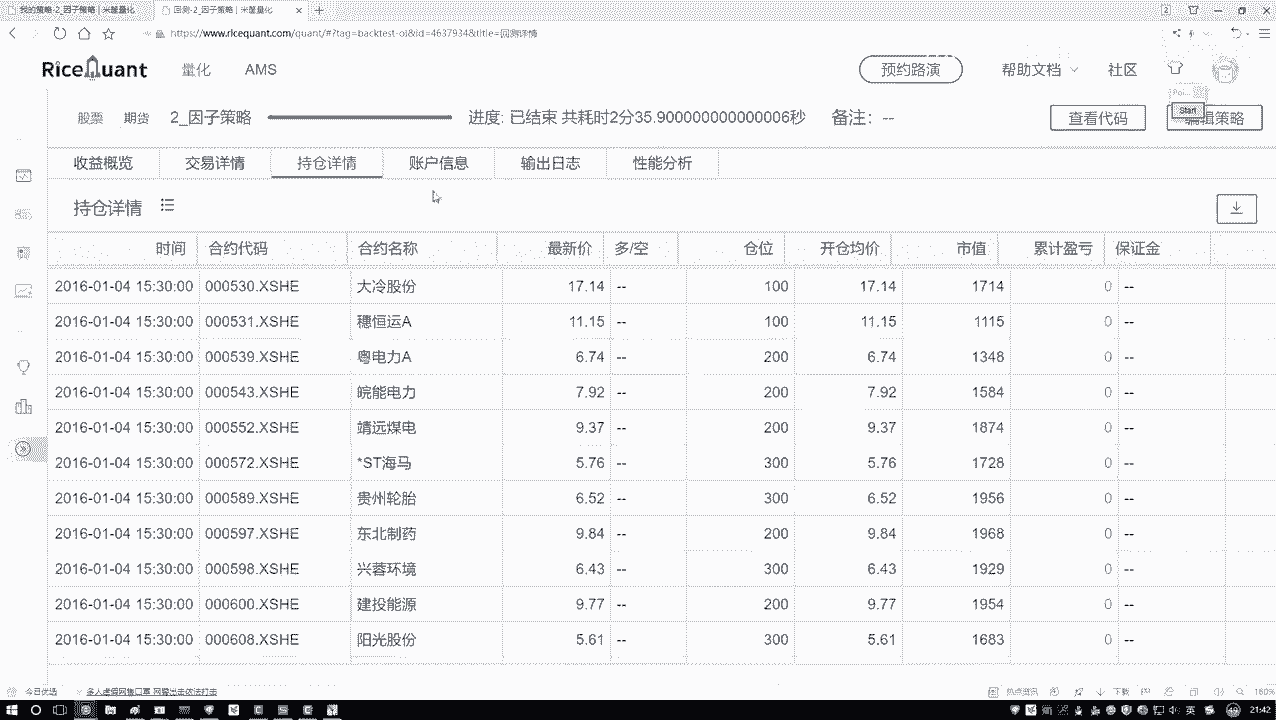 我的策略-2_因子策略 | 米筐量化
回测-2_因子策略 | 米筐量化
https://www.ricequant.com/quant/#?tag=backtest-ol&id=4637934&title=回测详情
RiceQuant 量化 AMS 预约路演 帮助文档 社区
股票 期货 2_因子策略 进度: 已结束 共耗时2分35.900000000000006秒 备注: -- 查看代码 编辑策略
Start
收益概览 交易详情 持仓详情 账户信息 输出日志 性能分析
持仓详情
时间 合约代码 合约名称 最新价 多/空 仓位 开仓均价 市值 累计盈亏 保证金
2016-01-04 15:30:00 000530.XSHE 大冷股份 17.14 -- 100 17.14 1714 0 --
2016-01-04 15:30:00 000531.XSHE 穗恒运A 11.15 -- 100 11.15 1115 0 --
2016-01-04 15:30:00 000539.XSHE 粤电力A 6.74 -- 200 6.74 1348 0 --
2016-01-04 15:30:00 000543.XSHE 皖能电力 7.92 -- 200 7.92 1584 0 --
2016-01-04 15:30:00 000552.XSHE 靖远煤电 9.37 -- 200 9.37 1874 0 --
2016-01-04 15:30:00 000572.XSHE *ST海马 5.76 -- 300 5.76 1728 0 --
2016-01-04 15:30:00 000589.XSHE 贵州轮胎 6.52 -- 300 6.52 1956 0 --
2016-01-04 15:30:00 000597.XSHE 东北制药 9.84 -- 200 9.84 1968 0 --
2016-01-04 15:30:00 000598.XSHE 兴蓉环境 6.43 -- 300 6.43 1929 0 --
2016-01-04 15:30:00 000600.XSHE 建投能源 9.77 -- 200 9.77 1954 0 --
2016-01-04 15:30:00 000608.XSHE 阳光股份 5.61 -- 300 5.61 1683 0 --
今日优选 热点资讯 下载 160%
英 21:42